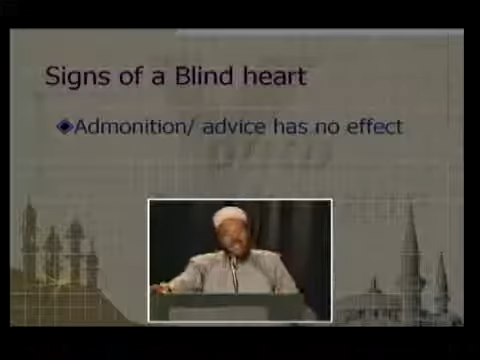 Signs of a Blind heart
Admonition/ advice has no effect